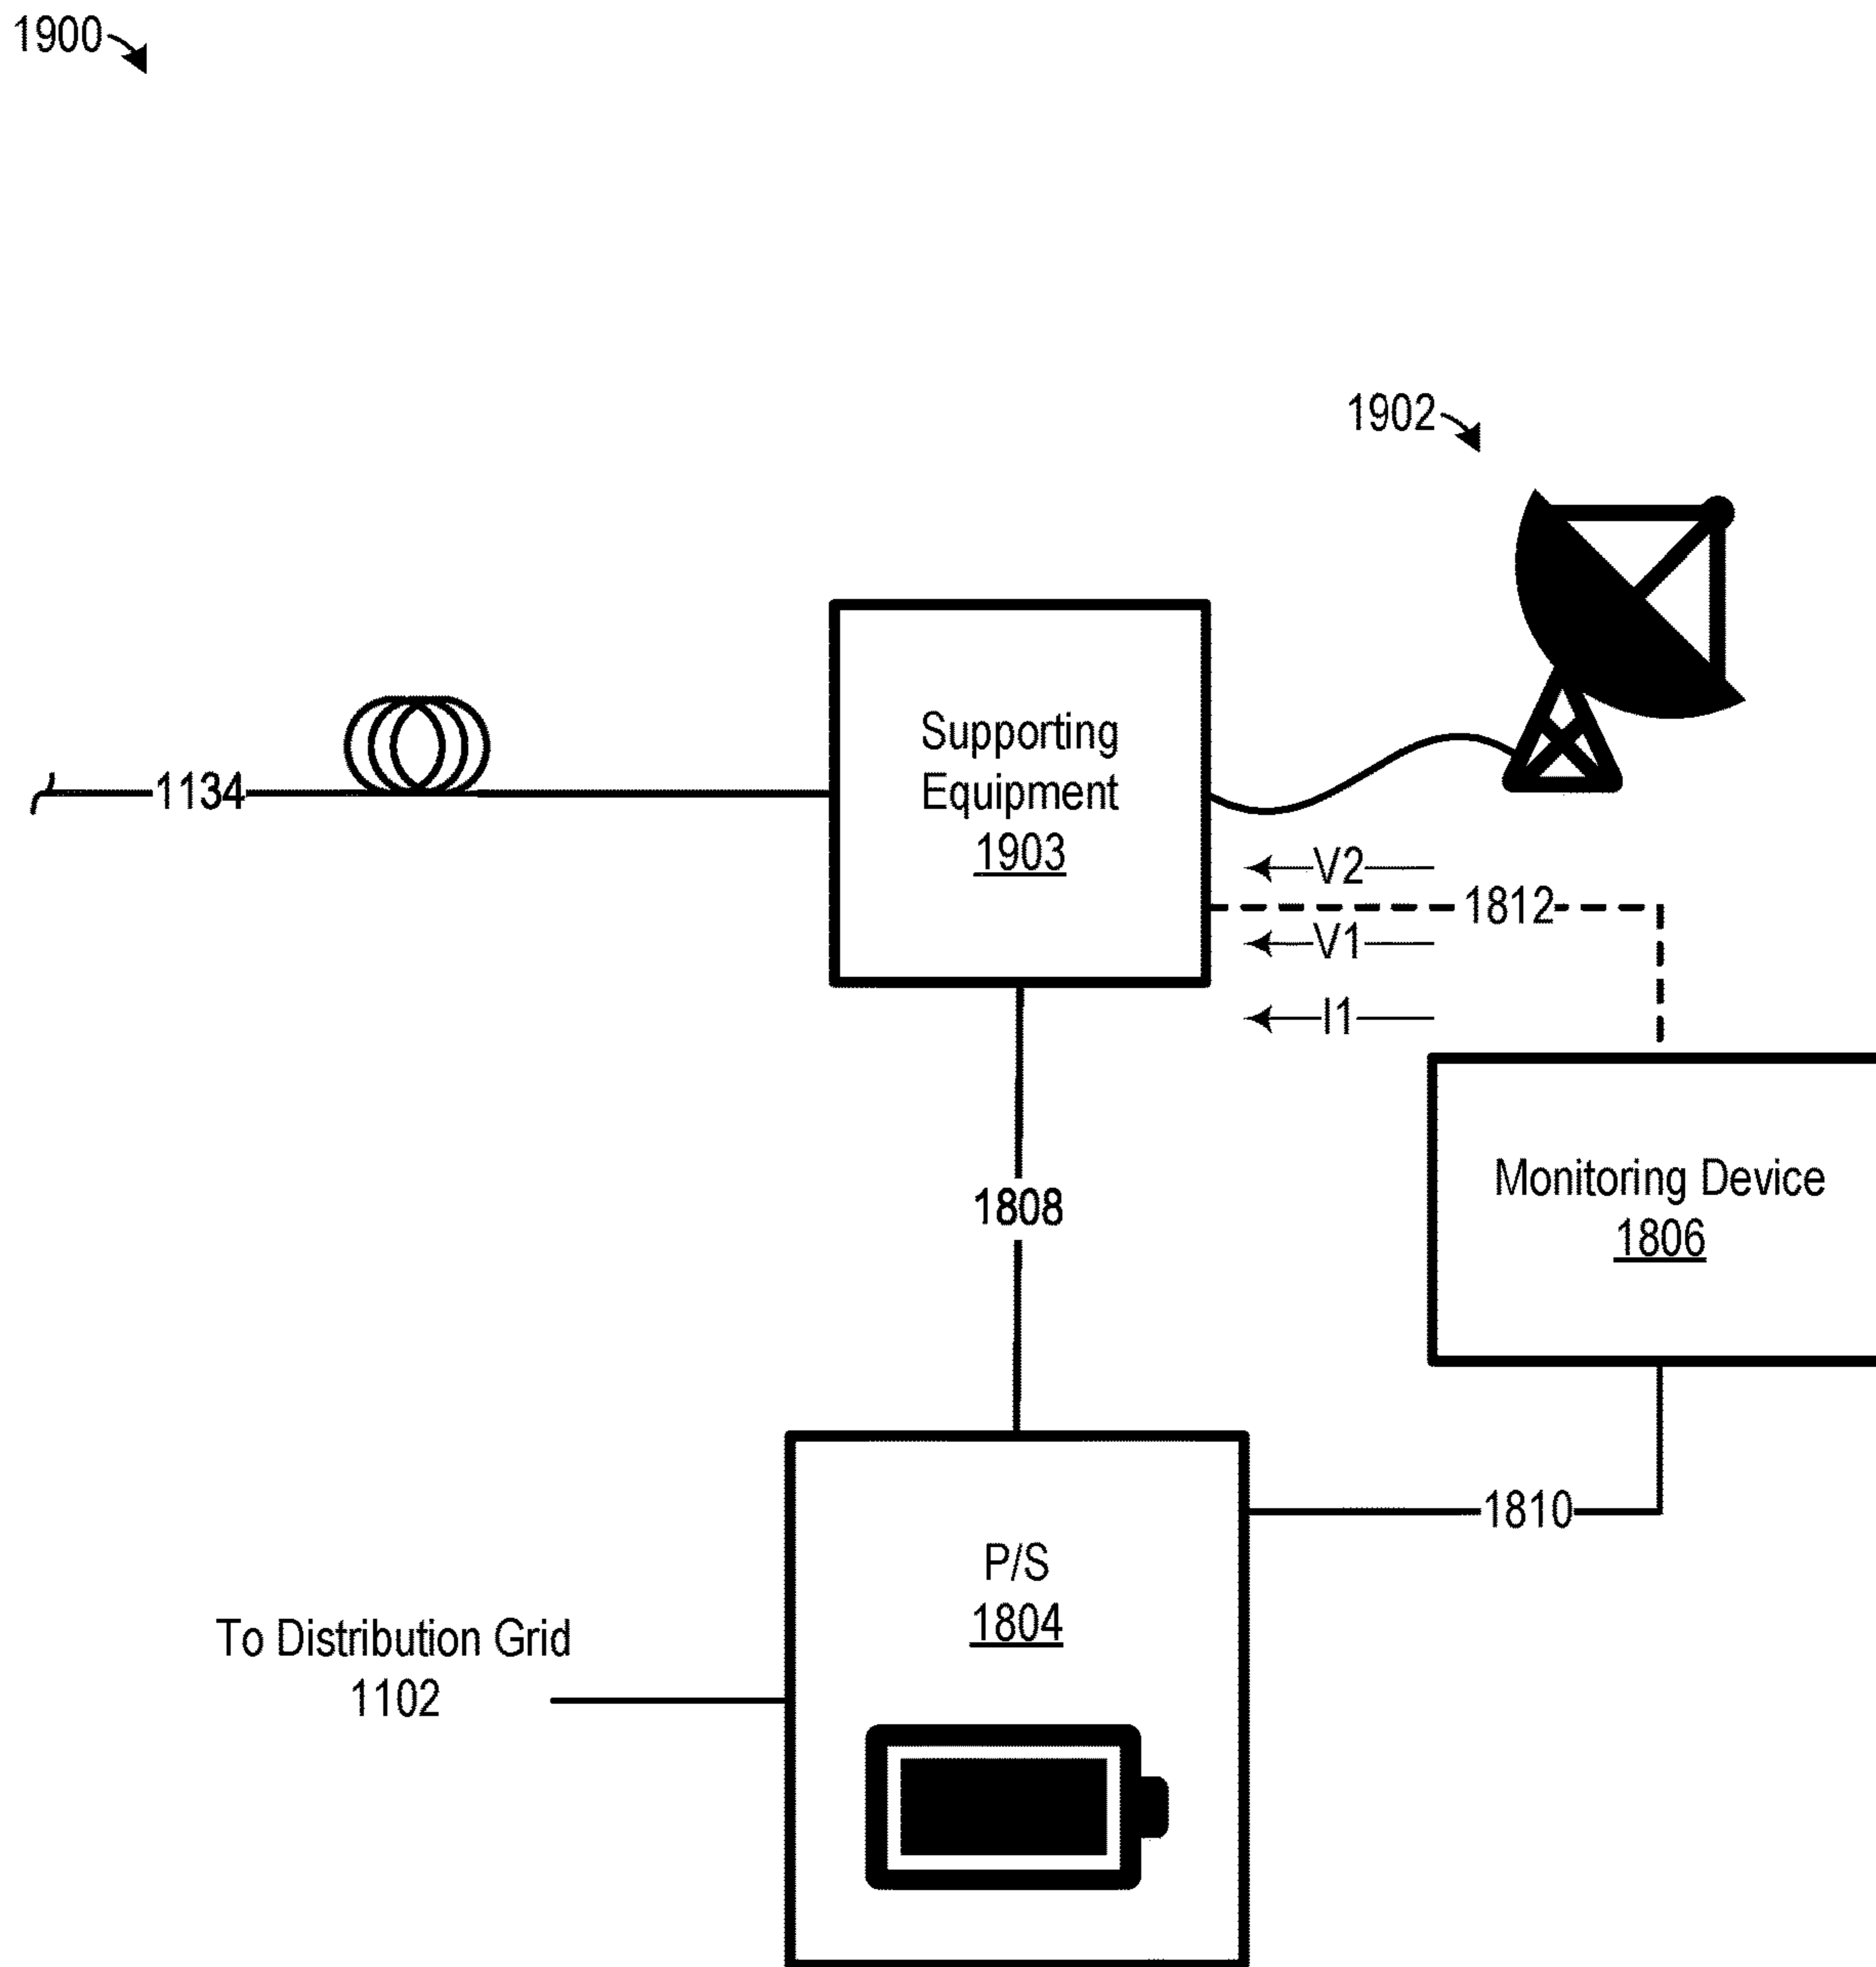 1900
1902
Supporting
Equipment
1903
1134
V2
1812
V1
I1
Monitoring Device
1806
1808
1810
P/S
1804
To Distribution Grid
1102